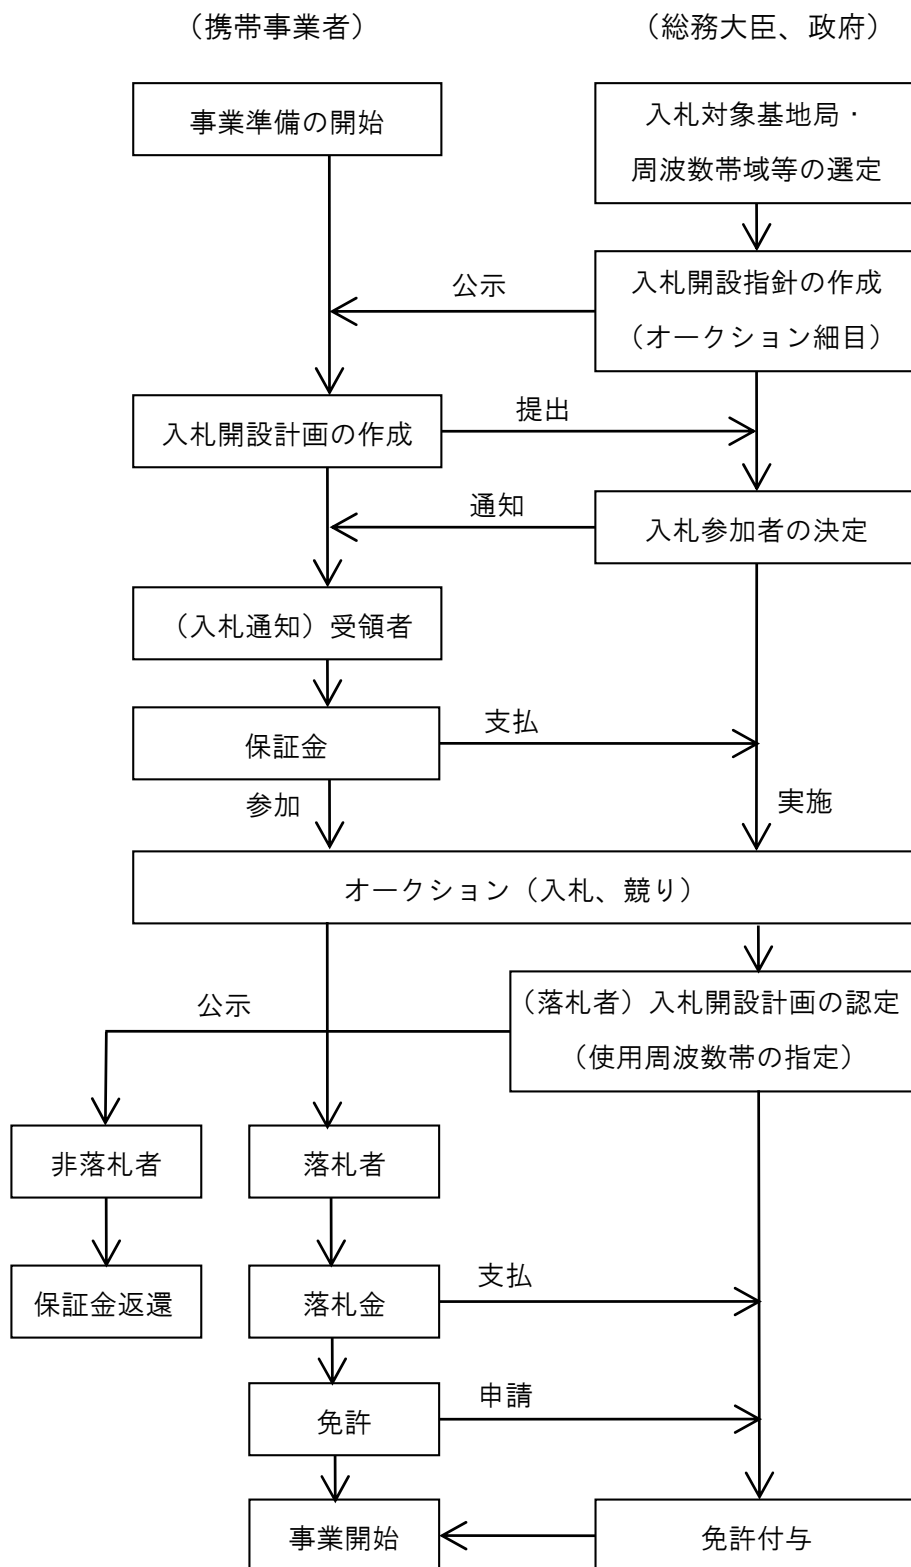 （携帯事業者）
（総務大臣、政府）
事業準備の開始
入札対象基地局・
周波数帯域等の選定
公示
入札開設指針の作成
（オークション細目）
入札開設計画の作成
提出
通知
入札参加者の決定
（入札通知）受領者
保証金
支払
参加
実施
オークション（入札、競り）
公示
（落札者）入札開設計画の認定
（使用周波数帯の指定）
非落札者
落札者
保証金返還
落札金
支払
免許
申請
事業開始
免許付与